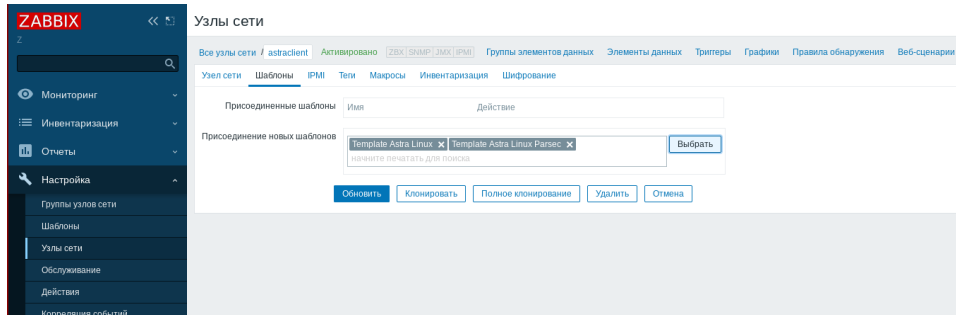 ZABBIX
Узлы сети
Z
Все узлы сети / astraclient Активировано ZBX SNMP JMX IPMI Группы элементов данных Элементы данных Триггеры Графики Правила обнаружения Веб-сценарии
Узел сети Шаблоны IPMI Теги Макросы Инвентаризация Шифрование
Мониторинг
Инвентаризация
Отчеты
Настройка
Группы узлов сети
Шаблоны
Узлы сети
Обслуживание
Действия
Корреляция событий
Присоединенные шаблоны Имя Действие
Присоединение новых шаблонов Template Astra Linux Template Astra Linux Parsec Выбрать
начните печатать для поиска
Обновить Клонировать Полное клонирование Удалить Отмена